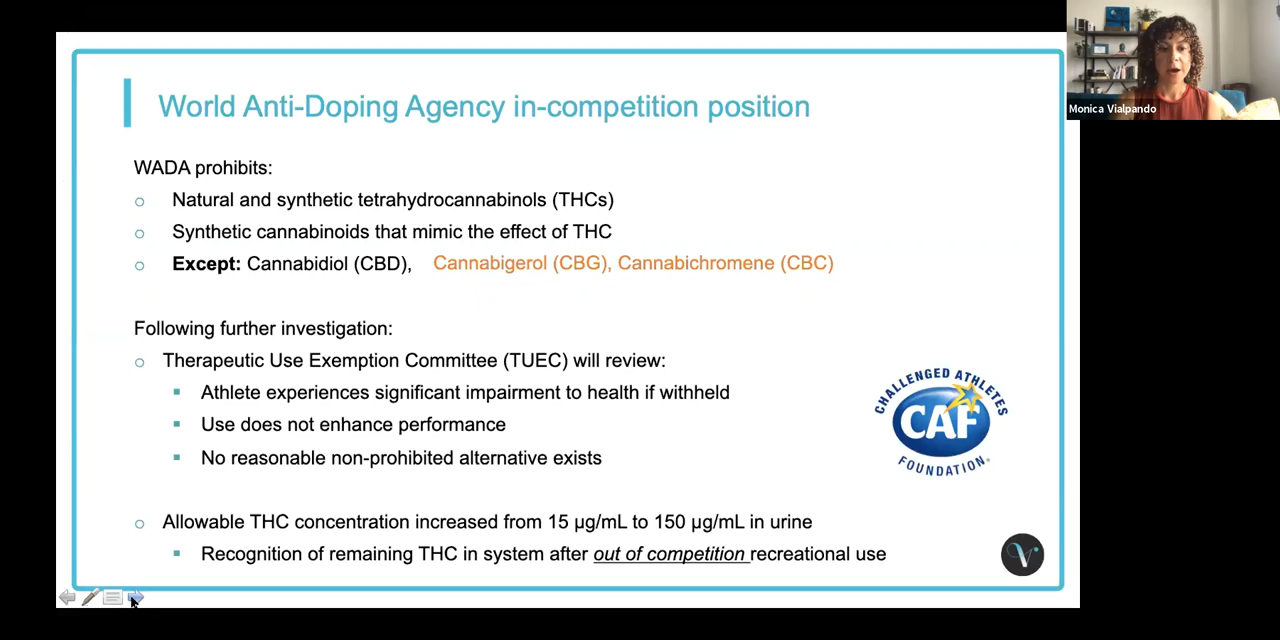 World Anti-Doping Agency in-competition position
Monica Vialpando
WADA prohibits:
Natural and synthetic tetrahydrocannabinols (THCs)
Synthetic cannabinoids that mimic the effect of THC
Except: Cannabidiol (CBD), Cannabigerol (CBG), Cannabichromene (CBC)
Following further investigation:
Therapeutic Use Exemption Committee (TUEC) will review:
Athlete experiences significant impairment to health if withheld
Use does not enhance performance
No reasonable non-prohibited alternative exists
CHALLENGED ATHLETES
CAF
FOUNDATION
Allowable THC concentration increased from 15 µg/mL to 150 µg/mL in urine
Recognition of remaining THC in system after out of competition recreational use
V